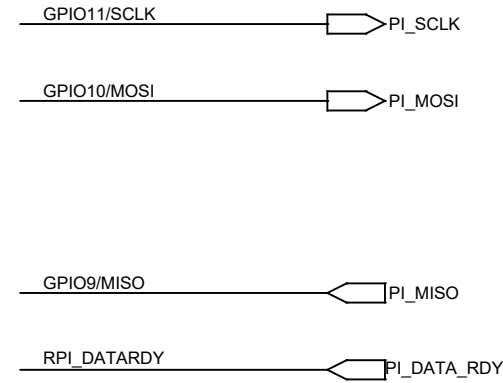 GPIO11/SCLK
PI_SCLK
GPIO10/MOSI
PI_MOSI
GPIO9/MISO
PI_MISO
RPI_DATARDY
PI_DATA_RDY